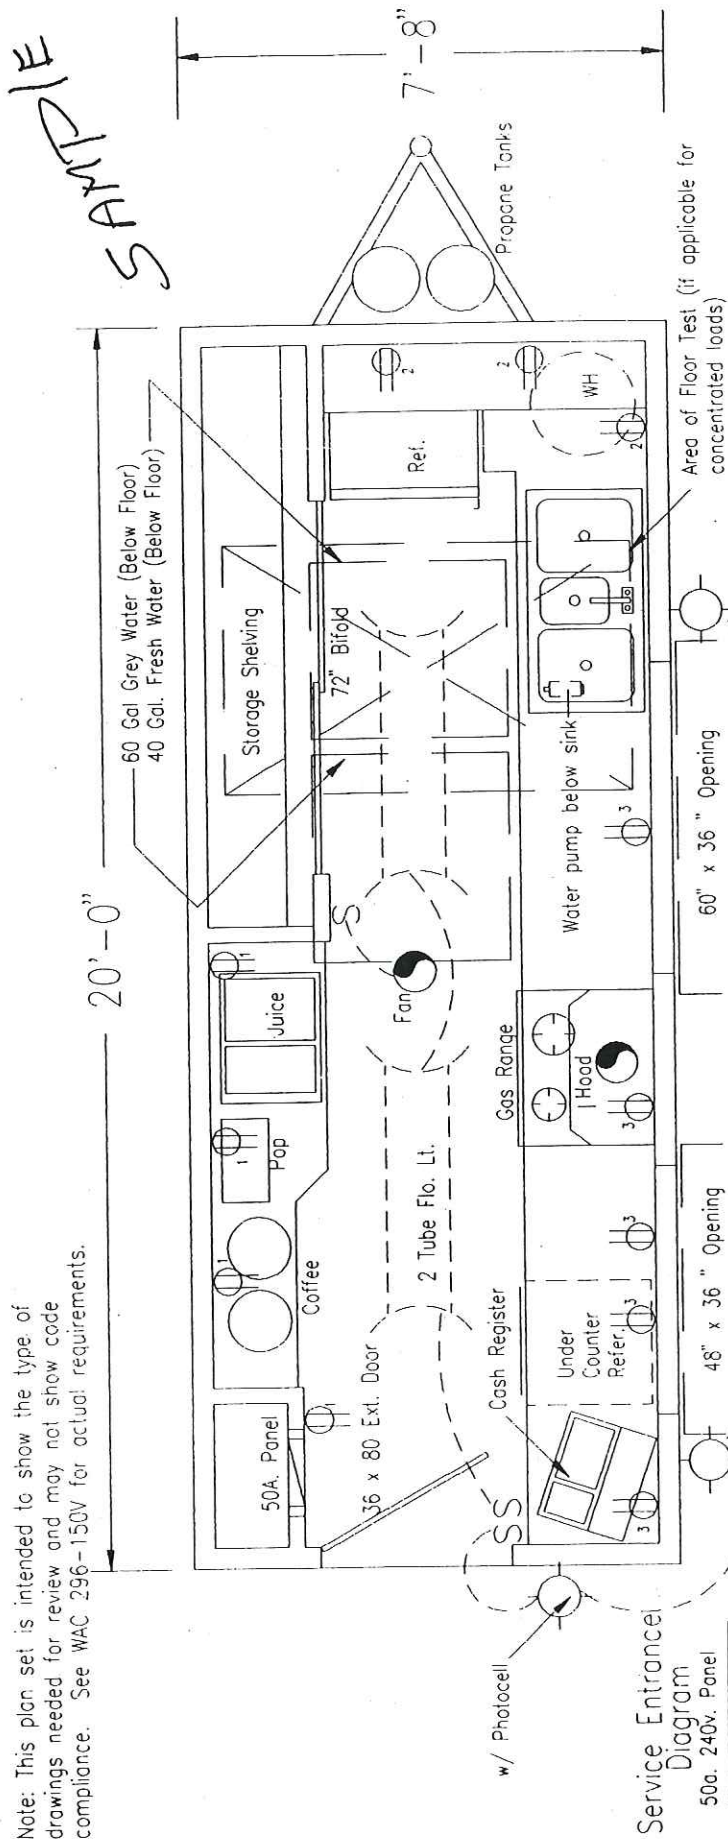 Note: This plan set is intended to show the type of
drawings needed for review and may not show code
compliance. See WAC 296-150V for actual requirements.
SAMPLE
20'-0"
7'-8"
60 Gal Grey Water (Below Floor)
40 Gal. Fresh Water (Below Floor)
Storage Shelving
72" Bifold
Ref.
WH
Propane Tanks
50A. Panel
Coffee
Pop
Juice
1
1
1
2
2
2
S
Fan
36 x 80 Ext. Door
2 Tube Flo. Lt.
Gas Range
Hood
Water pump below sink
Cash Register
Under
Counter
Refer.
SS
3
3
3
3
3
w/ Photocell
48" x 36" Opening
60" x 36" Opening
Area of Floor Test (if applicable for
concentrated loads)
Service Entrance
Diagram
50a. 240v. Panel